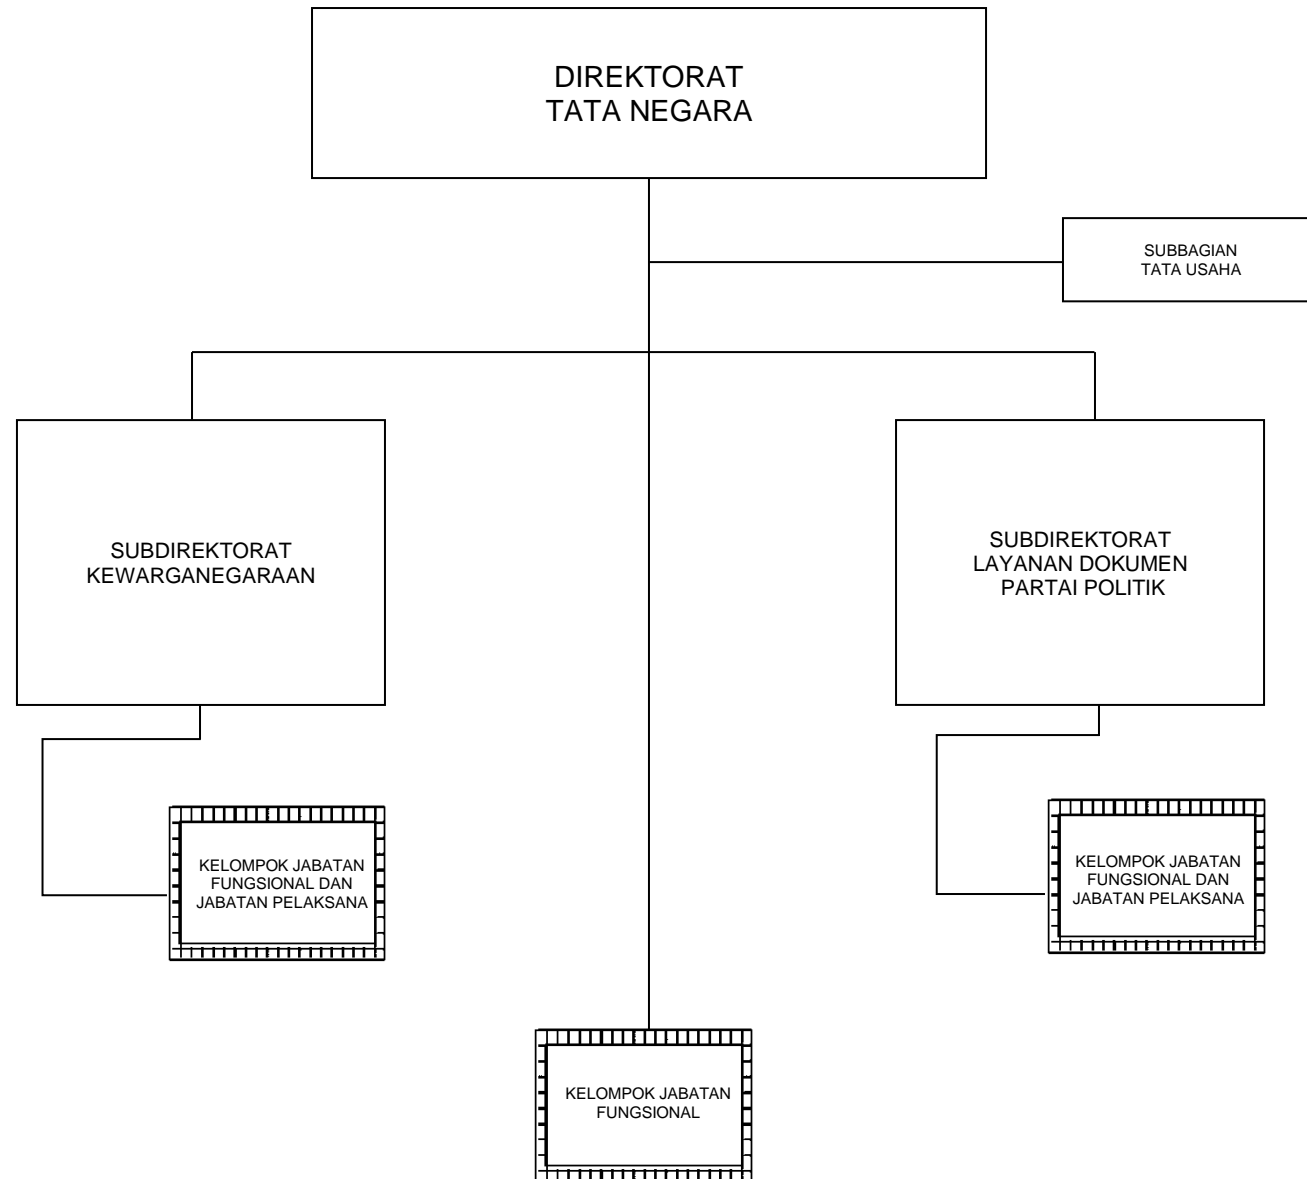 DIREKTORAT
TATA NEGARA
SUBBAGIAN
TATA USAHA
SUBDIREKTORAT
KEWARGANEGARAAN
SUBDIREKTORAT
LAYANAN DOKUMEN
PARTAI POLITIK
KELOMPOK JABATAN
FUNGSIONAL DAN
JABATAN PELAKSANA
KELOMPOK JABATAN
FUNGSIONAL DAN
JABATAN PELAKSANA
KELOMPOK JABATAN
FUNGSIONAL